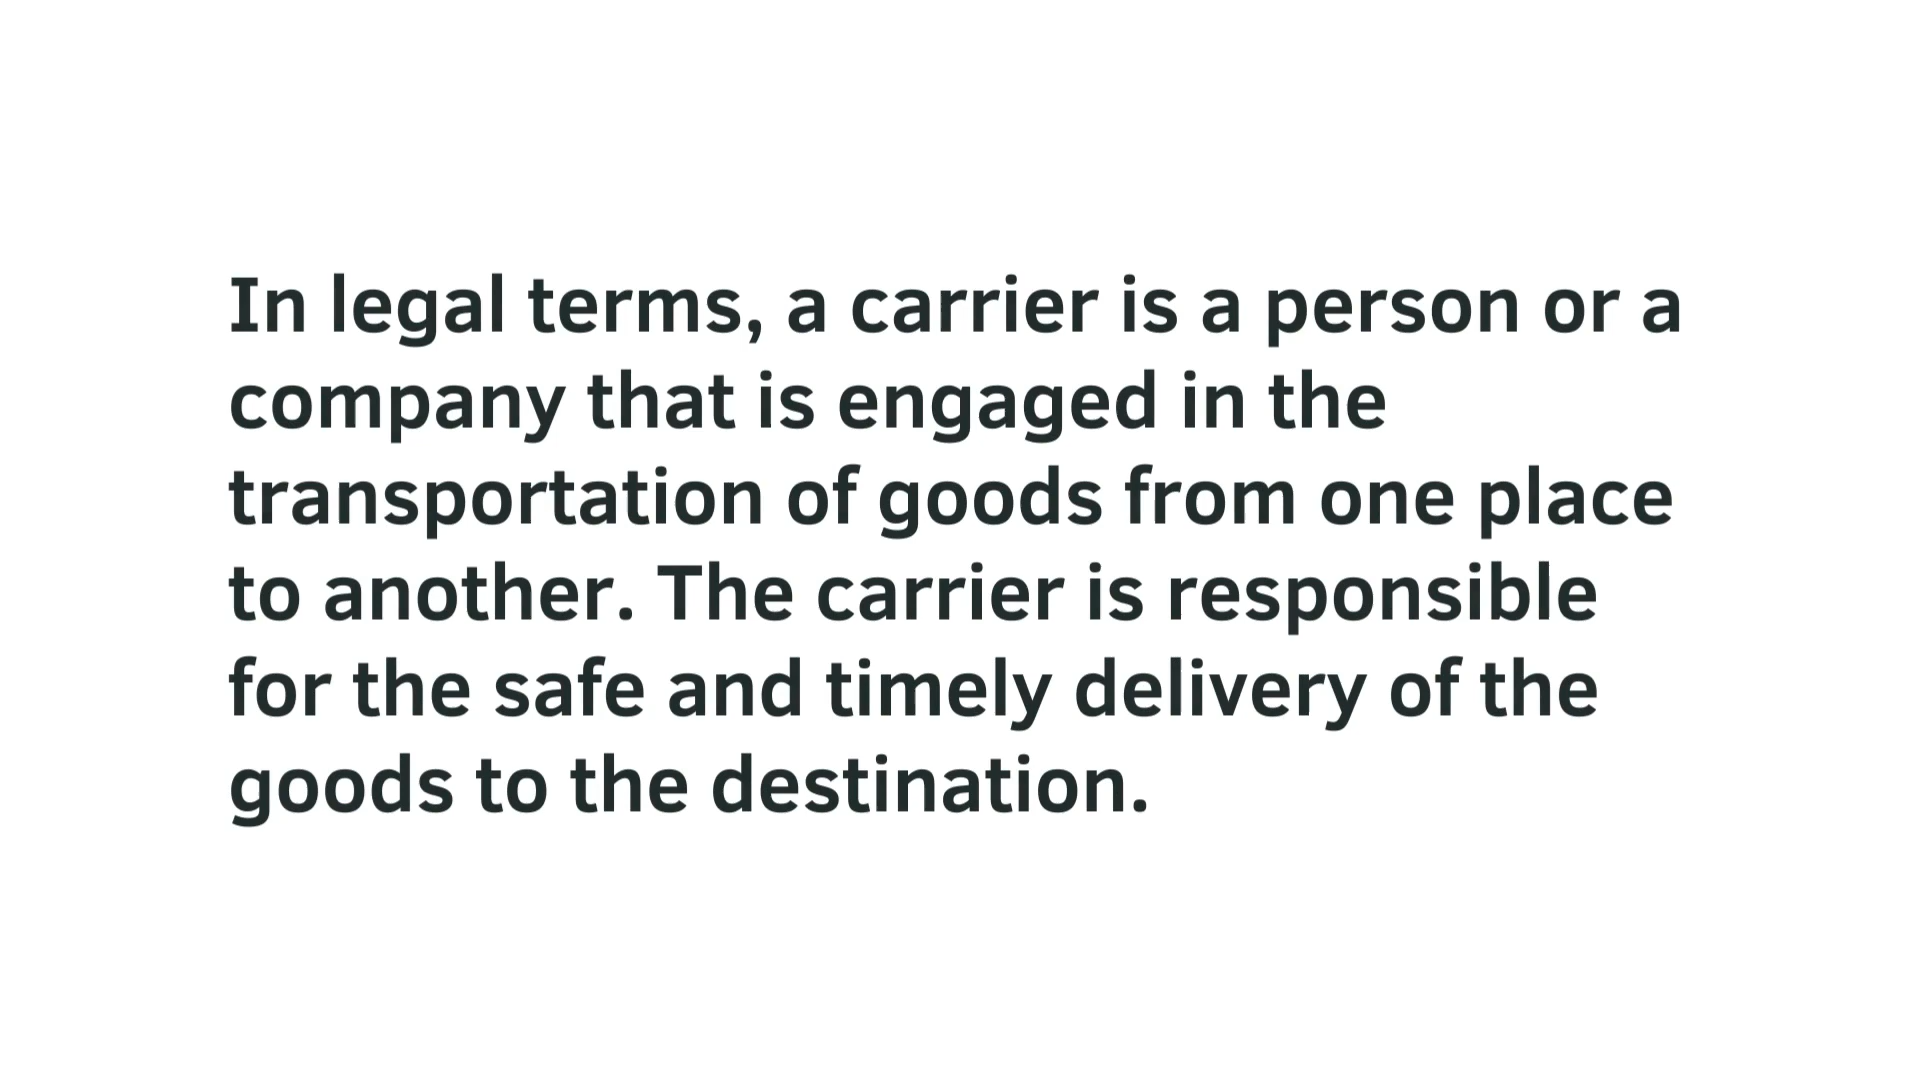 In legal terms, a carrier is a person or a
company that is engaged in the
transportation of goods from one place
to another. The carrier is responsible
for the safe and timely delivery of the
goods to the destination.